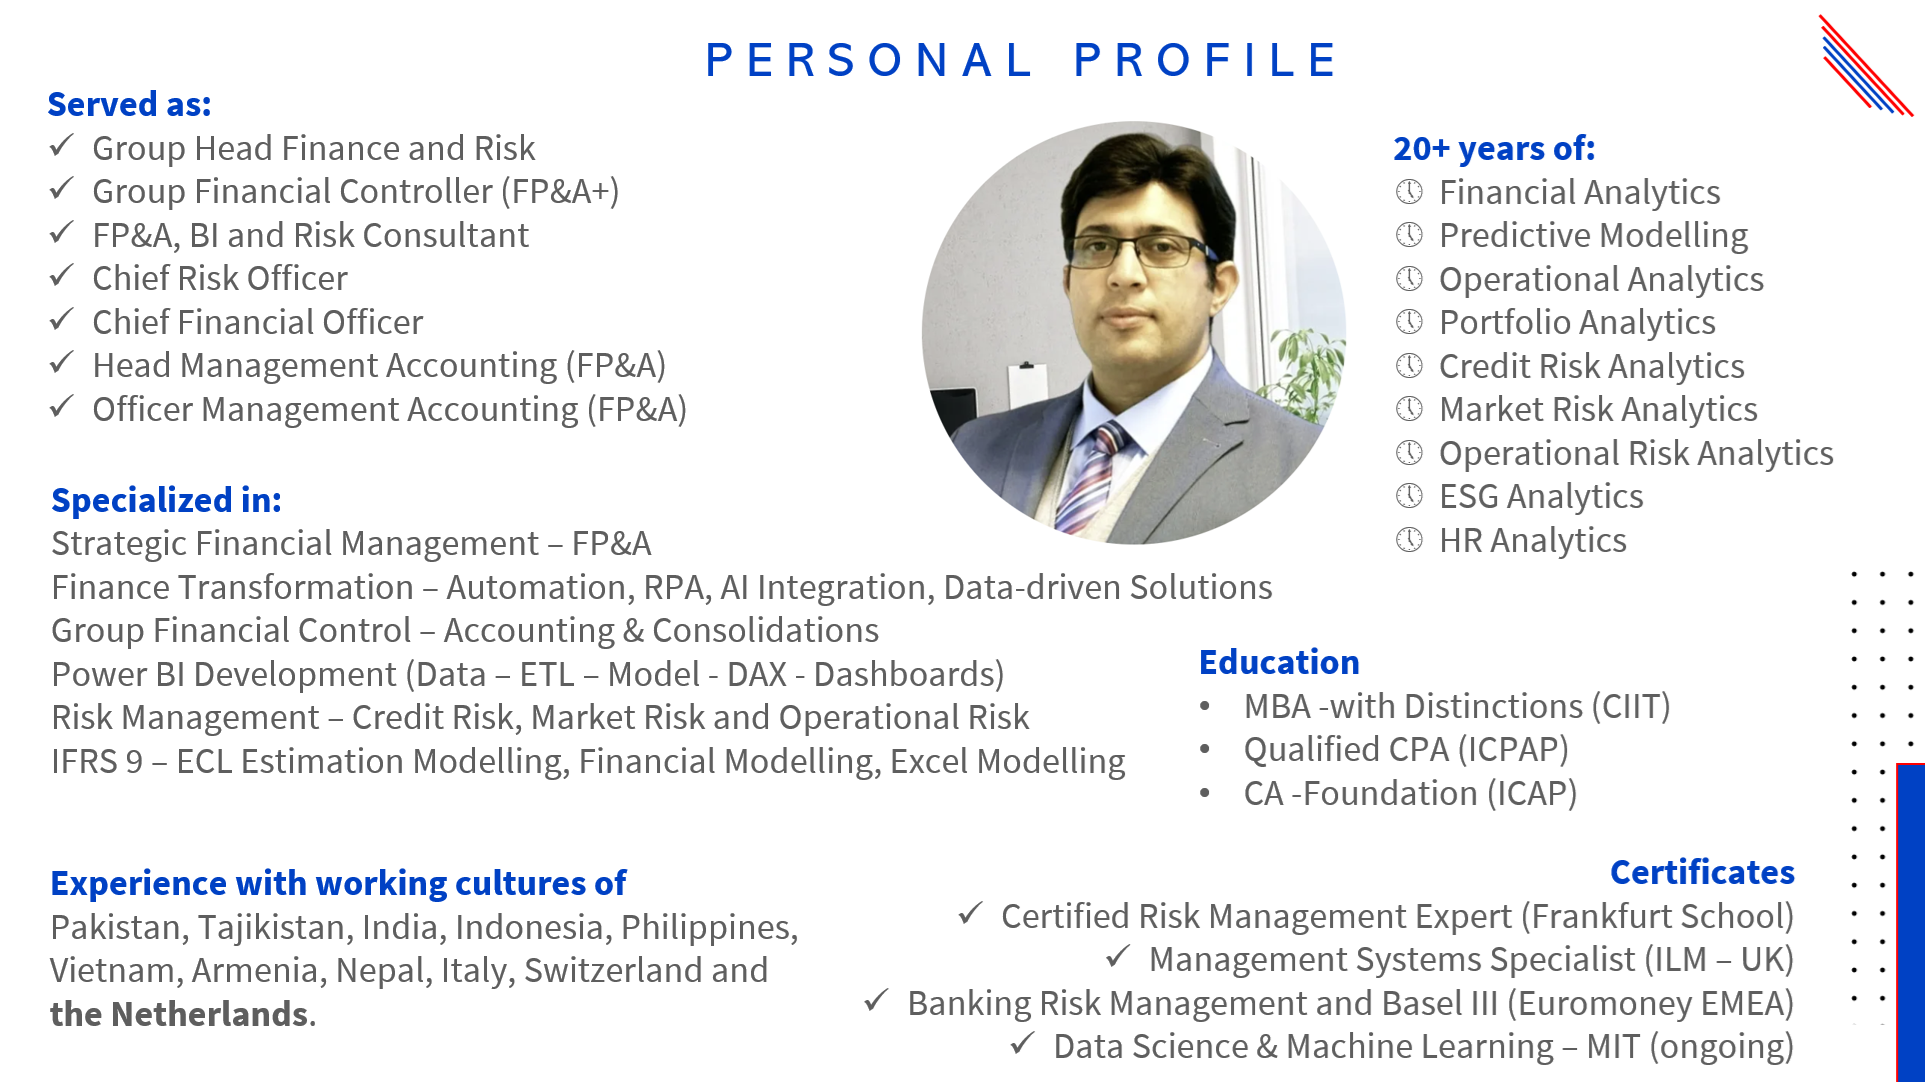 PERSONAL PROFILE
Served as:
✓ Group Head Finance and Risk
✓ Group Financial Controller (FP&A+)
✓ FP&A, BI and Risk Consultant
✓ Chief Risk Officer
✓ Chief Financial Officer
✓ Head Management Accounting (FP&A)
✓ Officer Management Accounting (FP&A)
20+ years of:
Financial Analytics
Predictive Modelling
Operational Analytics
Portfolio Analytics
Credit Risk Analytics
Market Risk Analytics
Operational Risk Analytics
ESG Analytics
HR Analytics
Specialized in:
Strategic Financial Management – FP&A
Finance Transformation – Automation, RPA, AI Integration, Data-driven Solutions
Group Financial Control – Accounting & Consolidations
Power BI Development (Data – ETL – Model - DAX - Dashboards)
Risk Management – Credit Risk, Market Risk and Operational Risk
IFRS 9 – ECL Estimation Modelling, Financial Modelling, Excel Modelling
Education
• MBA -with Distinctions (CIIT)
• Qualified CPA (ICPAP)
• CA -Foundation (ICAP)
Experience with working cultures of
Pakistan, Tajikistan, India, Indonesia, Philippines,
Vietnam, Armenia, Nepal, Italy, Switzerland and
the Netherlands.
Certificates
✓ Certified Risk Management Expert (Frankfurt School)
✓ Management Systems Specialist (ILM – UK)
✓ Banking Risk Management and Basel III (Euromoney EMEA)
✓ Data Science & Machine Learning – MIT (ongoing)